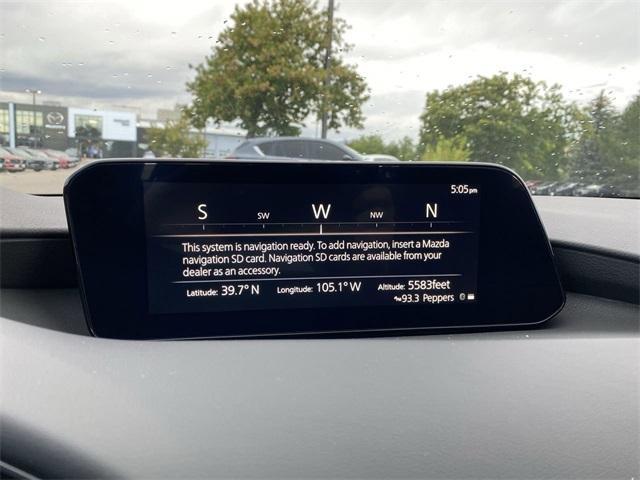 5:05pm
S SW W NW N
This system is navigation ready. To add navigation, insert a Mazda
navigation SD card. Navigation SD cards are available from your
dealer as an accessory.
Latitude: 39.7° N Longitude: 105.1° W Altitude: 5583feet
93.3 Peppers